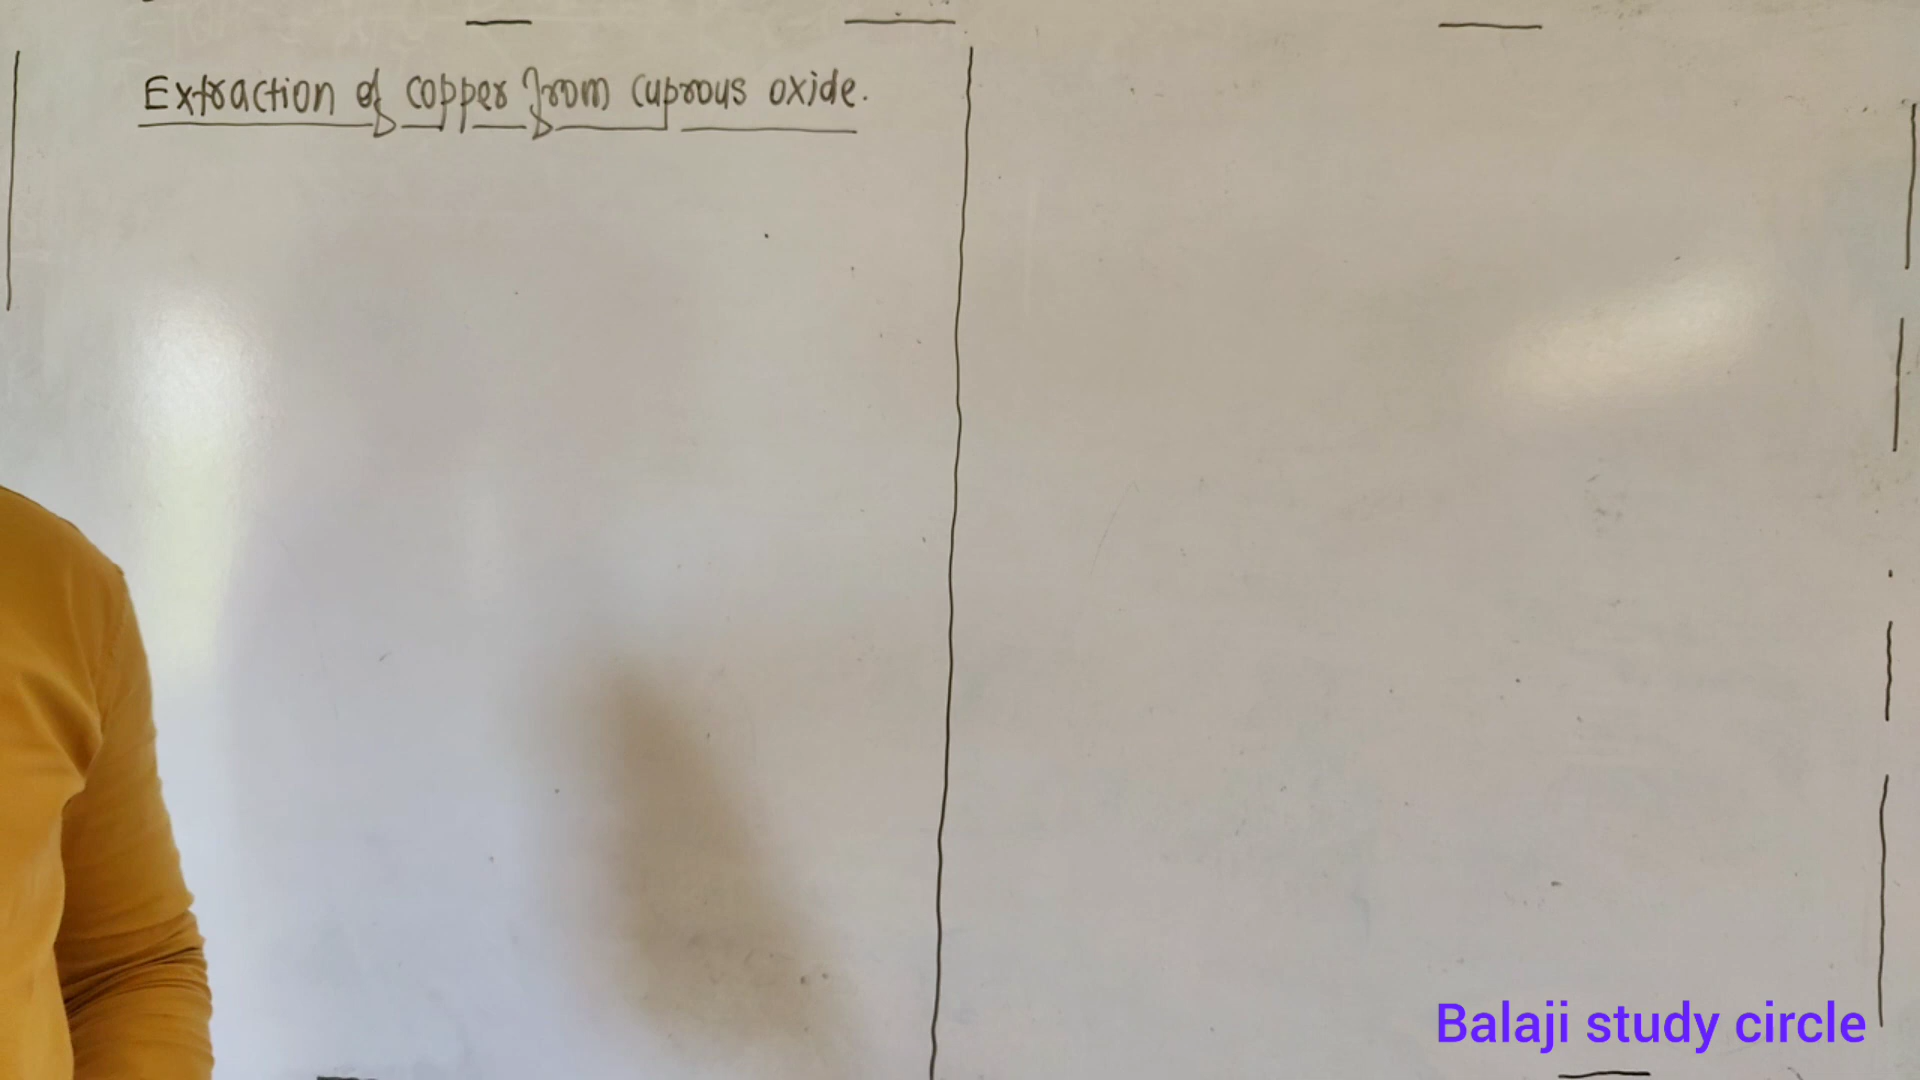 Extraction of copper from cuprous oxide.
Balaji study circle